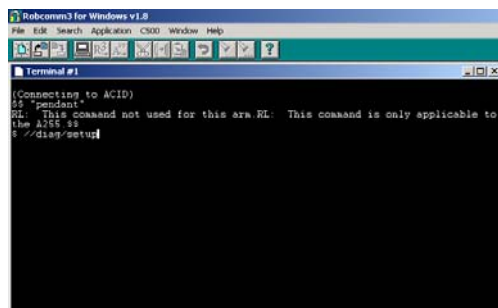 Robcomm3 for Windows v1.8
File Edit Search Application C500 Window Help
Terminal #1
(Connecting to ACID)
$$ "pendant"
RL: This command not used for this arm.RL: This command is only applicable to
the A255.$$
$ //diag/setup